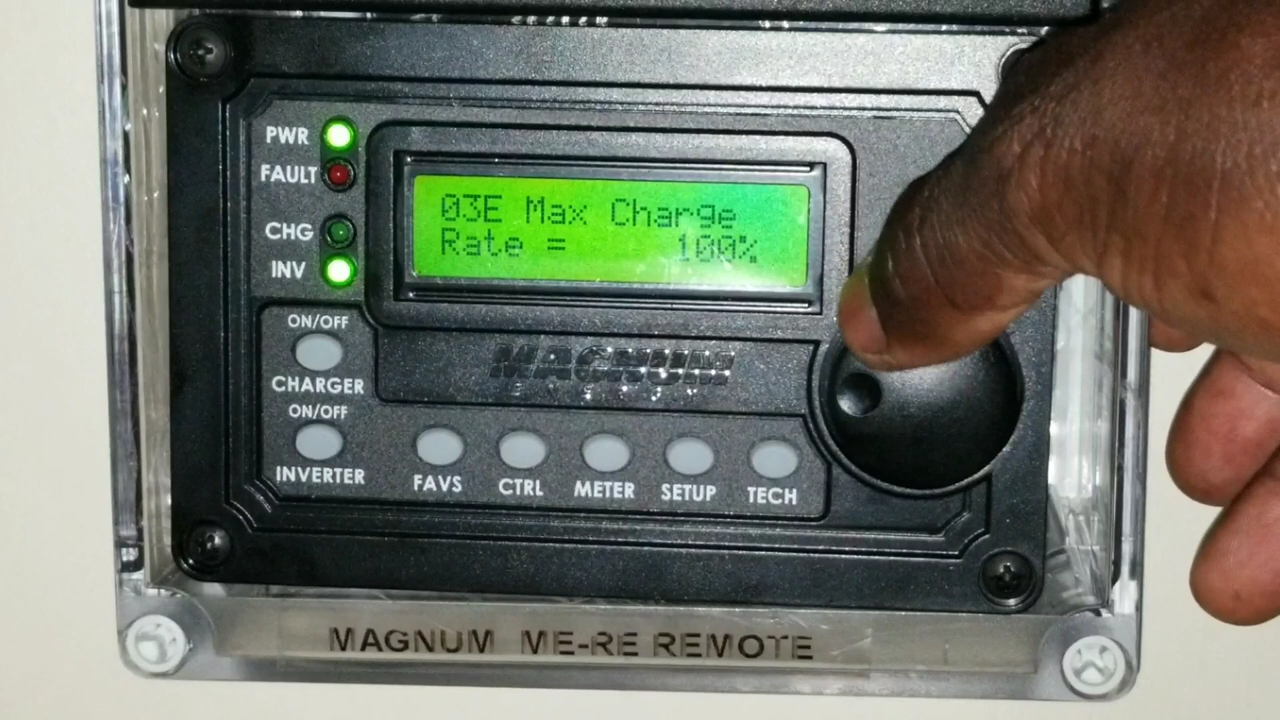 PWR
FAULT
CHG
INV
03E Max Charge
Rate = 100%
ON/OFF
CHARGER
ON/OFF
INVERTER
MAGNUM
ENERGY
FAVS
CTRL
METER
SETUP
TECH
MAGNUM ME-RE REMOTE